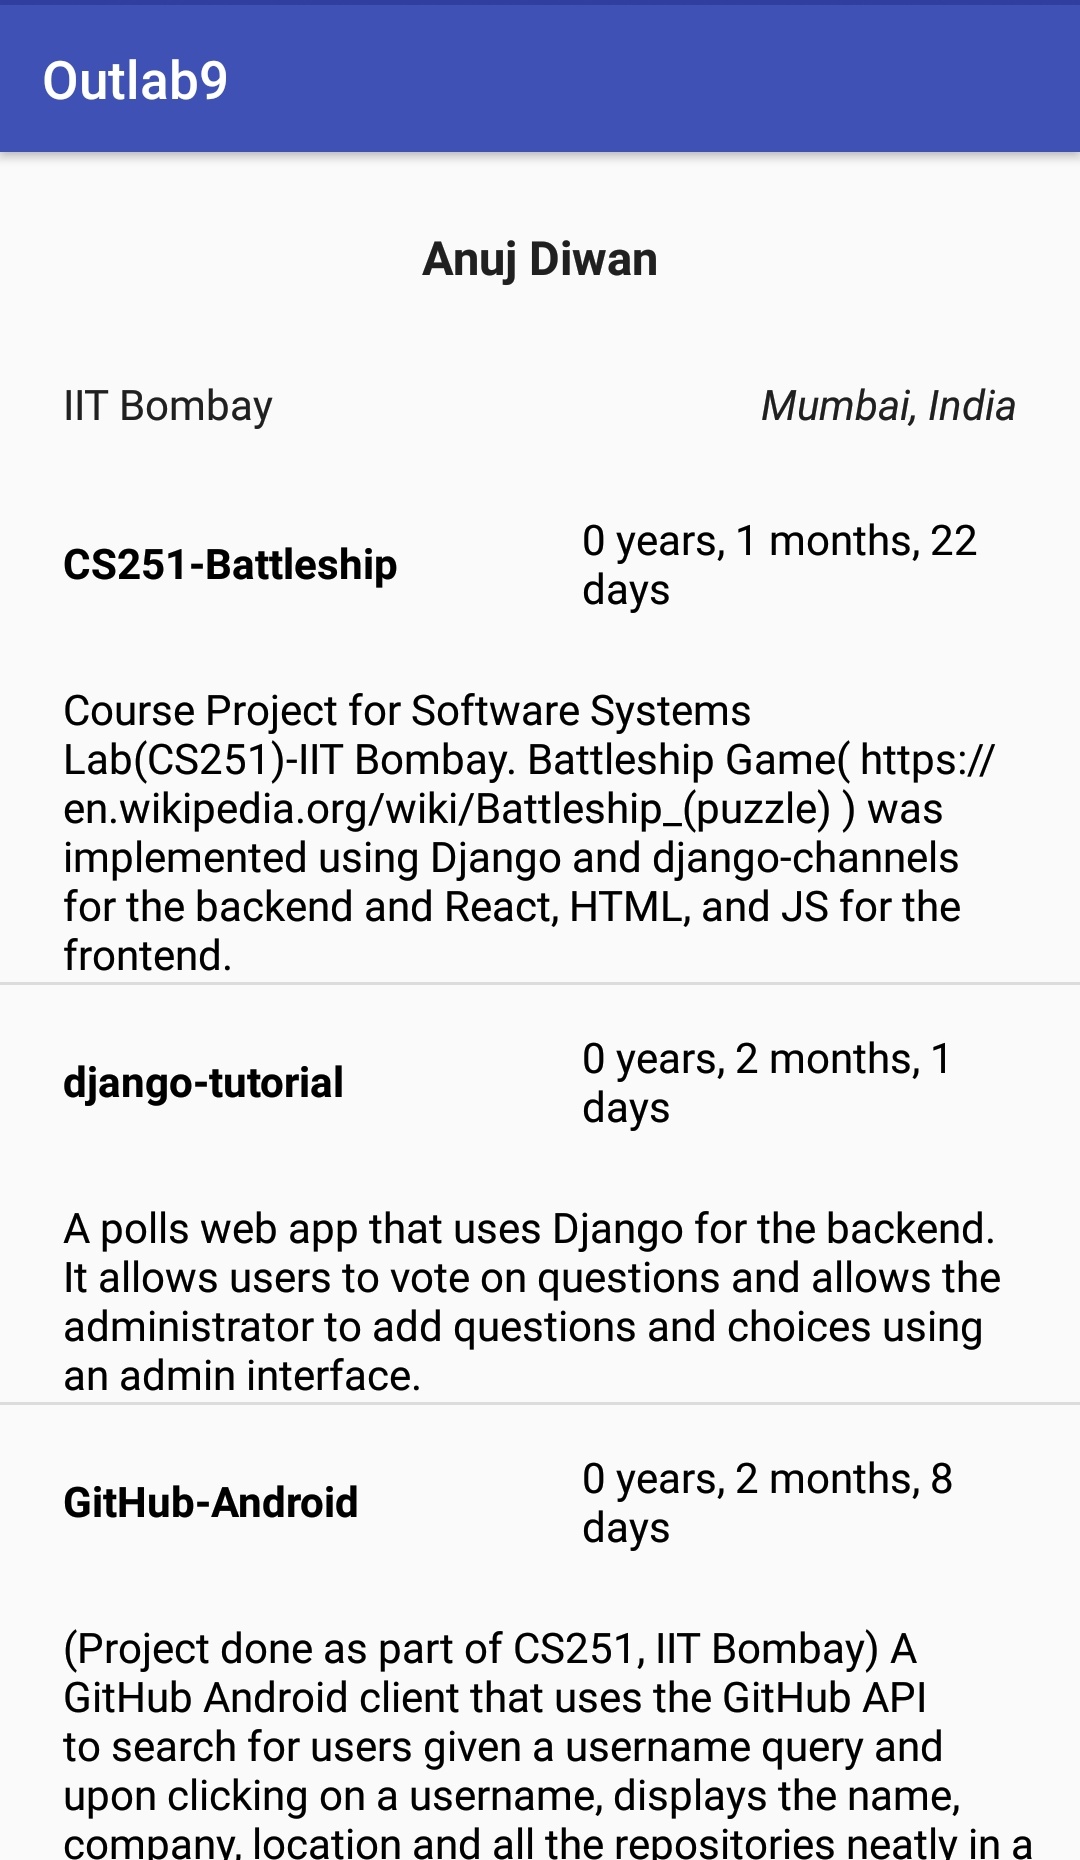 Outlab9
Anuj Diwan
IIT Bombay
Mumbai, India
CS251-Battleship
0 years, 1 months, 22
days
Course Project for Software Systems
Lab(CS251)-IIT Bombay. Battleship Game( https://
en.wikipedia.org/wiki/Battleship_(puzzle) ) was
implemented using Django and django-channels
for the backend and React, HTML, and JS for the
frontend.
django-tutorial
0 years, 2 months, 1
days
A polls web app that uses Django for the backend.
It allows users to vote on questions and allows the
administrator to add questions and choices using
an admin interface.
GitHub-Android
0 years, 2 months, 8
days
(Project done as part of CS251, IIT Bombay) A
GitHub Android client that uses the GitHub API
to search for users given a username query and
upon clicking on a username, displays the name,
company, location and all the repositories neatly in a